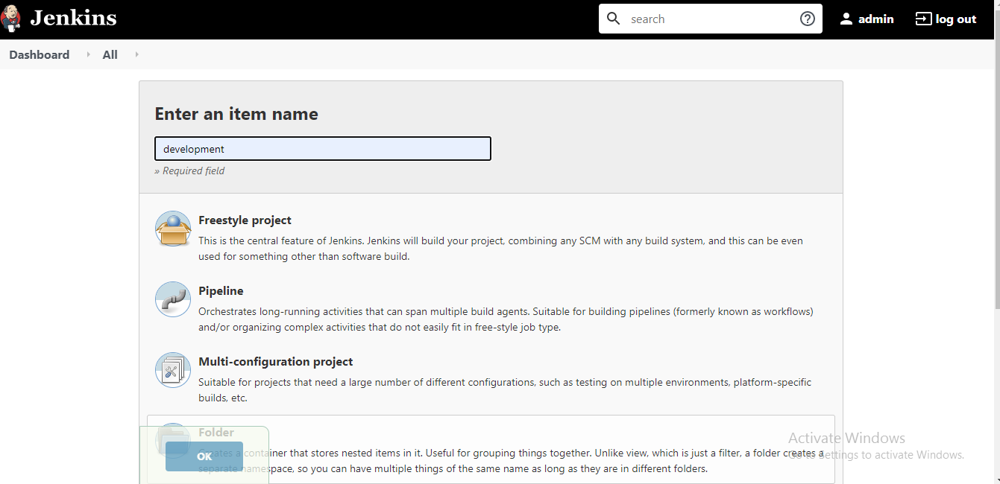 Jenkins
search
admin
log out
Dashboard
All
Enter an item name
development
» Required field
Freestyle project
This is the central feature of Jenkins. Jenkins will build your project, combining any SCM with any build system, and this can be even
used for something other than software build.
Pipeline
Orchestrates long-running activities that can span multiple build agents. Suitable for building pipelines (formerly known as workflows)
and/or organizing complex activities that do not easily fit in free-style job type.
Multi-configuration project
Suitable for projects that need a large number of different configurations, such as testing on multiple environments, platform-specific
builds, etc.
Folder
Creates a container that stores nested items in it. Useful for grouping things together. Unlike view, which is just a filter, a folder creates a
separate namespace, so you can have multiple things of the same name as long as they are in different folders.
OK
Activate Windows
Go to Settings to activate Windows.